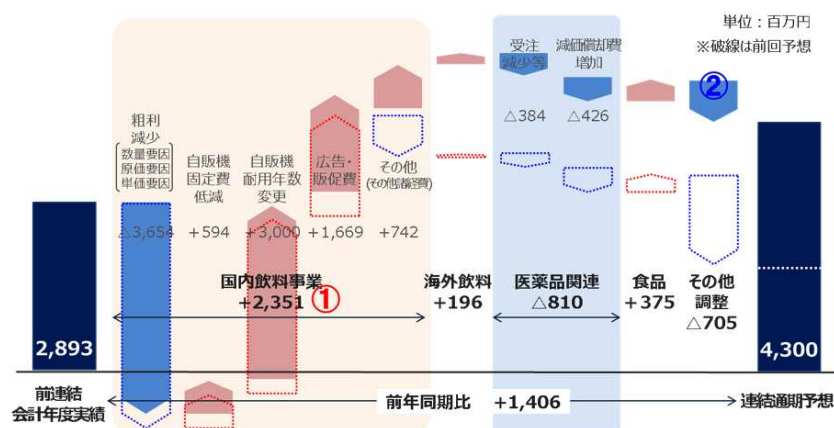 単位：百万円
※破線は前回予想
粗利
減少
数量要因
原価要因
単価要因
△3,654
自販機
固定費
低減
+594
自販機
耐用年数
変更
+3,000
広告・
販促費
+1,669
その他
(その他諸経費)
+742
受注
減少等
△384
減価償却費
増加
△426
②
国内飲料事業
+2,351
①
海外飲料
+196
医薬品関連
△810
食品
+375
その他
調整
△705
2,893
4,300
前連結
会計年度実績
前年同期比 +1,406
連結通期予想